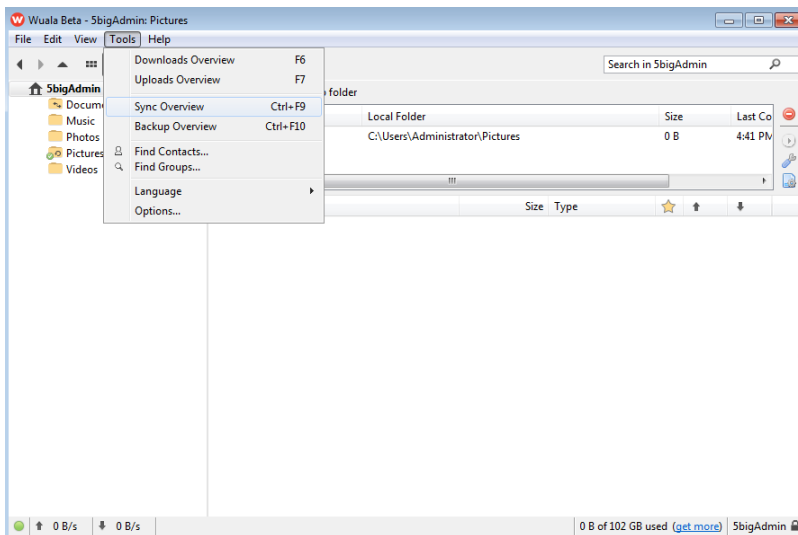 Wuala Beta - 5bigAdmin: Pictures
File Edit View Tools Help
Downloads Overview F6
Uploads Overview F7
Sync Overview Ctrl+F9
Backup Overview Ctrl+F10
Find Contacts...
Find Groups...
Language
Options...
Search in 5bigAdmin
5bigAdmin
Music
Photos
Pictures
Videos
folder
Local Folder Size Last Co
C:\Users\Administrator\Pictures 0 B 4:41 PM
Size Type
0 B/s 0 B/s 0 B of 102 GB used (get more) 5bigAdmin